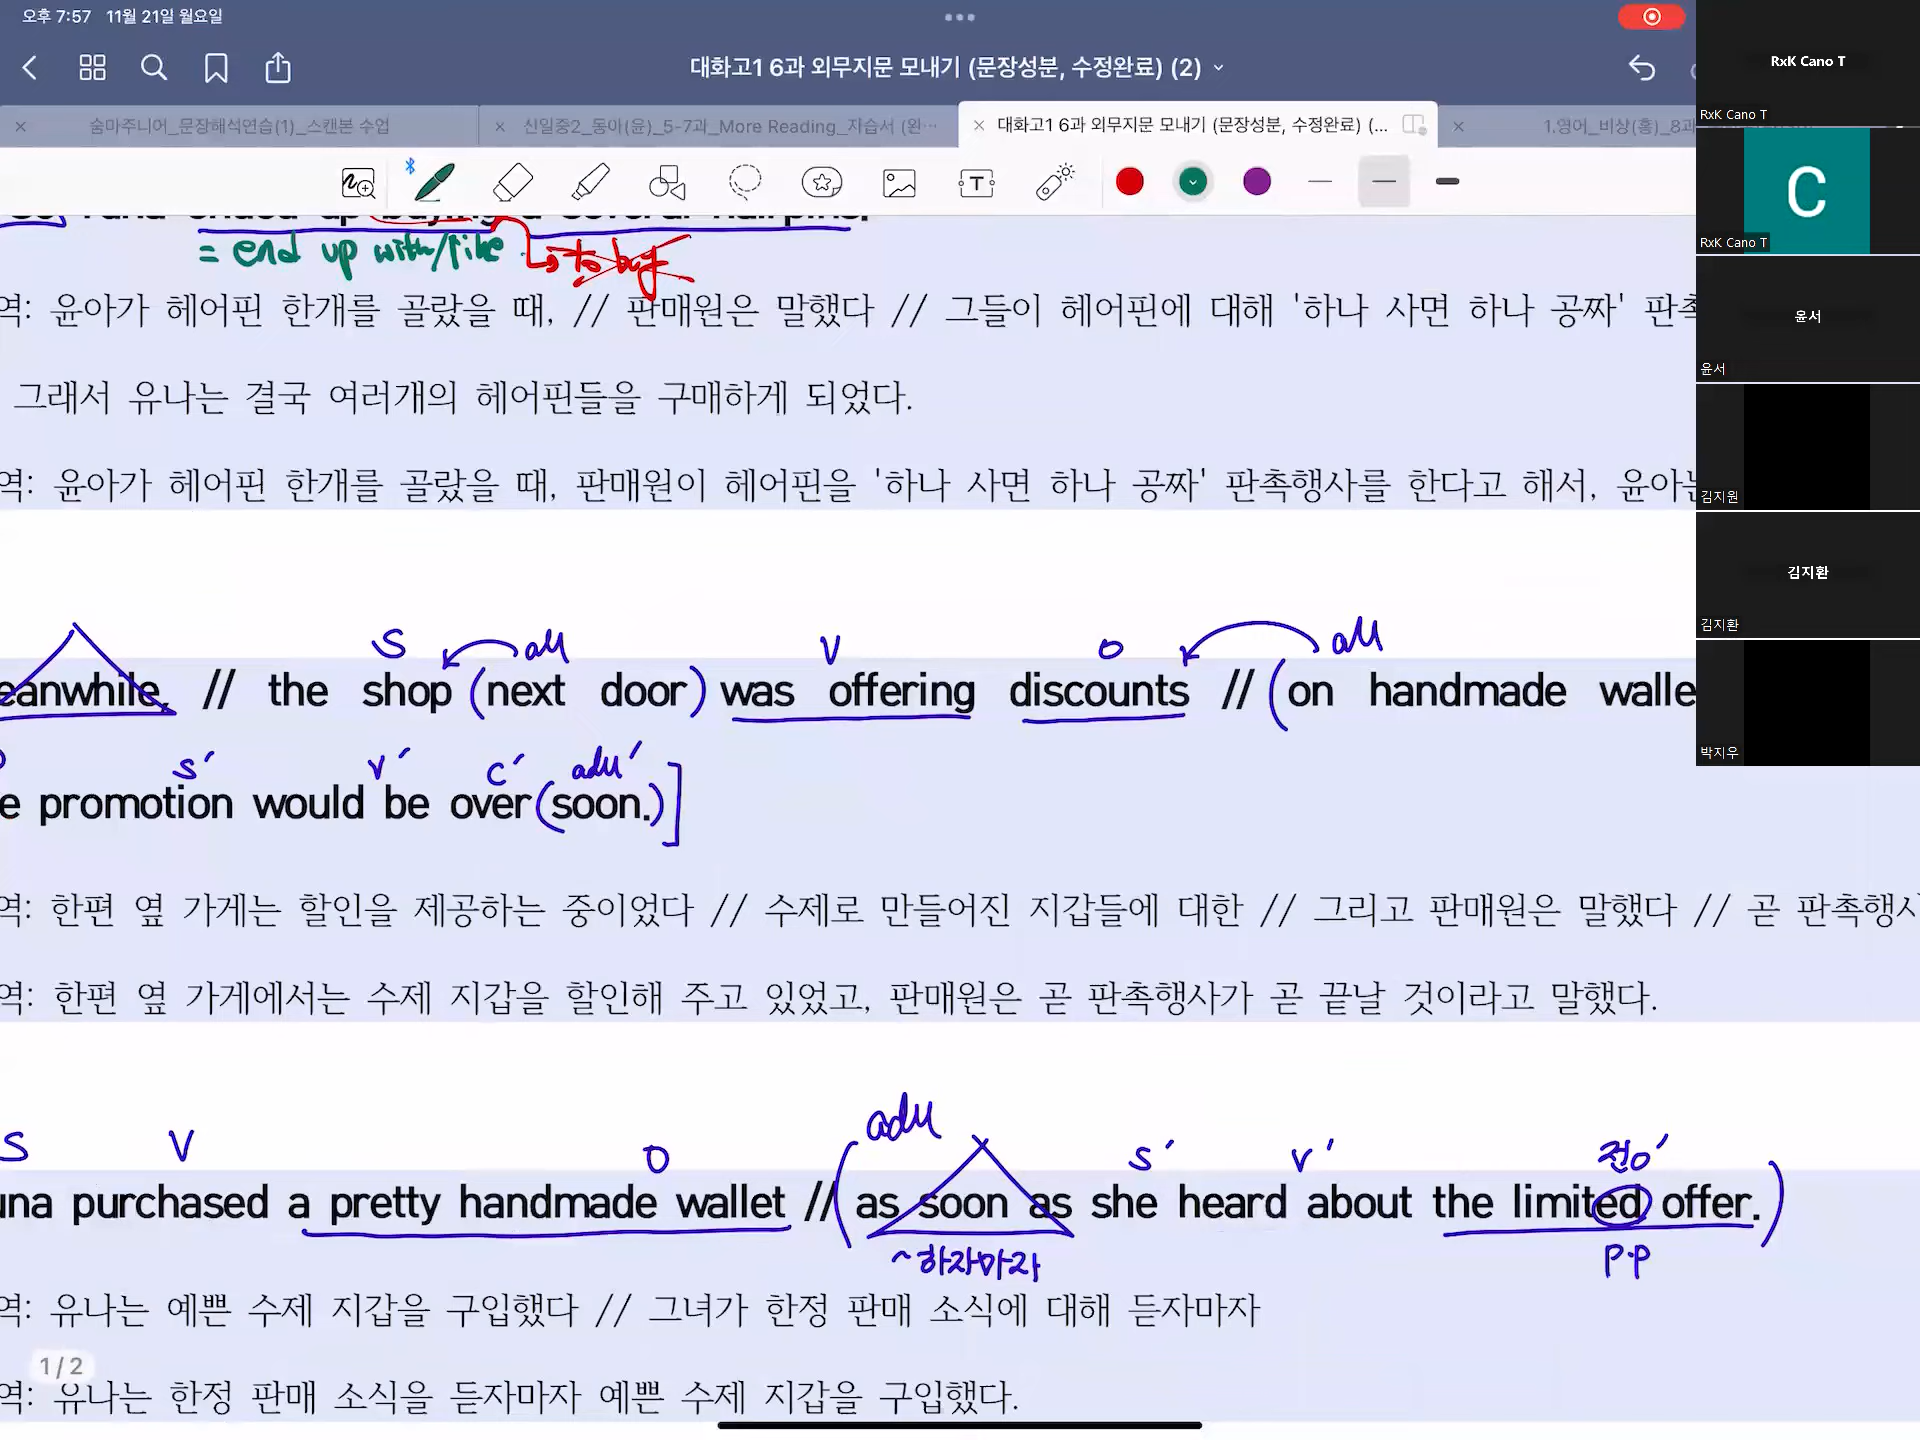 오후 7:57 11월 21일 월요일
대화고1 6과 외무지문 모내기 (문장성분, 수정완료) (2)
숨마주니어_문장해석연습(1)_스캔본 수업
신일중2_동아(윤)_5-7과_More Reading_자습서 (완...
대화고1 6과 외무지문 모내기 (문장성분, 수정완료) (...
1.영어_비상(홍)_8과
ended up buying several hairpins.
= end up with/like
to buy
역: 윤아가 헤어핀 한개를 골랐을 때, // 판매원은 말했다 // 그들이 헤어핀에 대해 '하나 사면 하나 공짜' 판촉
그래서 유나는 결국 여러개의 헤어핀들을 구매하게 되었다.
역: 윤아가 헤어핀 한개를 골랐을 때, 판매원이 헤어핀을 '하나 사면 하나 공짜' 판촉행사를 한다고 해서, 윤아는
S V O
eanwhile, // the shop (next door) was offering discounts // (on handmade walle
s' v' c' adv'
e promotion would be over (soon.)]
역: 한편 옆 가게는 할인을 제공하는 중이었다 // 수제로 만들어진 지갑들에 대한 // 그리고 판매원은 말했다 // 곧 판촉행사
역: 한편 옆 가게에서는 수제 지갑을 할인해 주고 있었고, 판매원은 곧 판촉행사가 곧 끝날 것이라고 말했다.
S V O adv s' v' 전o'
una purchased a pretty handmade wallet // (as soon as she heard about the limited offer.)
~하자마자 p.p
역: 유나는 예쁜 수제 지갑을 구입했다 // 그녀가 한정 판매 소식에 대해 듣자마자
1 / 2
역: 유나는 한정 판매 소식을 듣자마자 예쁜 수제 지갑을 구입했다.
RxK Cano T
RxK Cano T
C
RxK Cano T
윤서
윤서
김지원
김지환
김지환
박지우